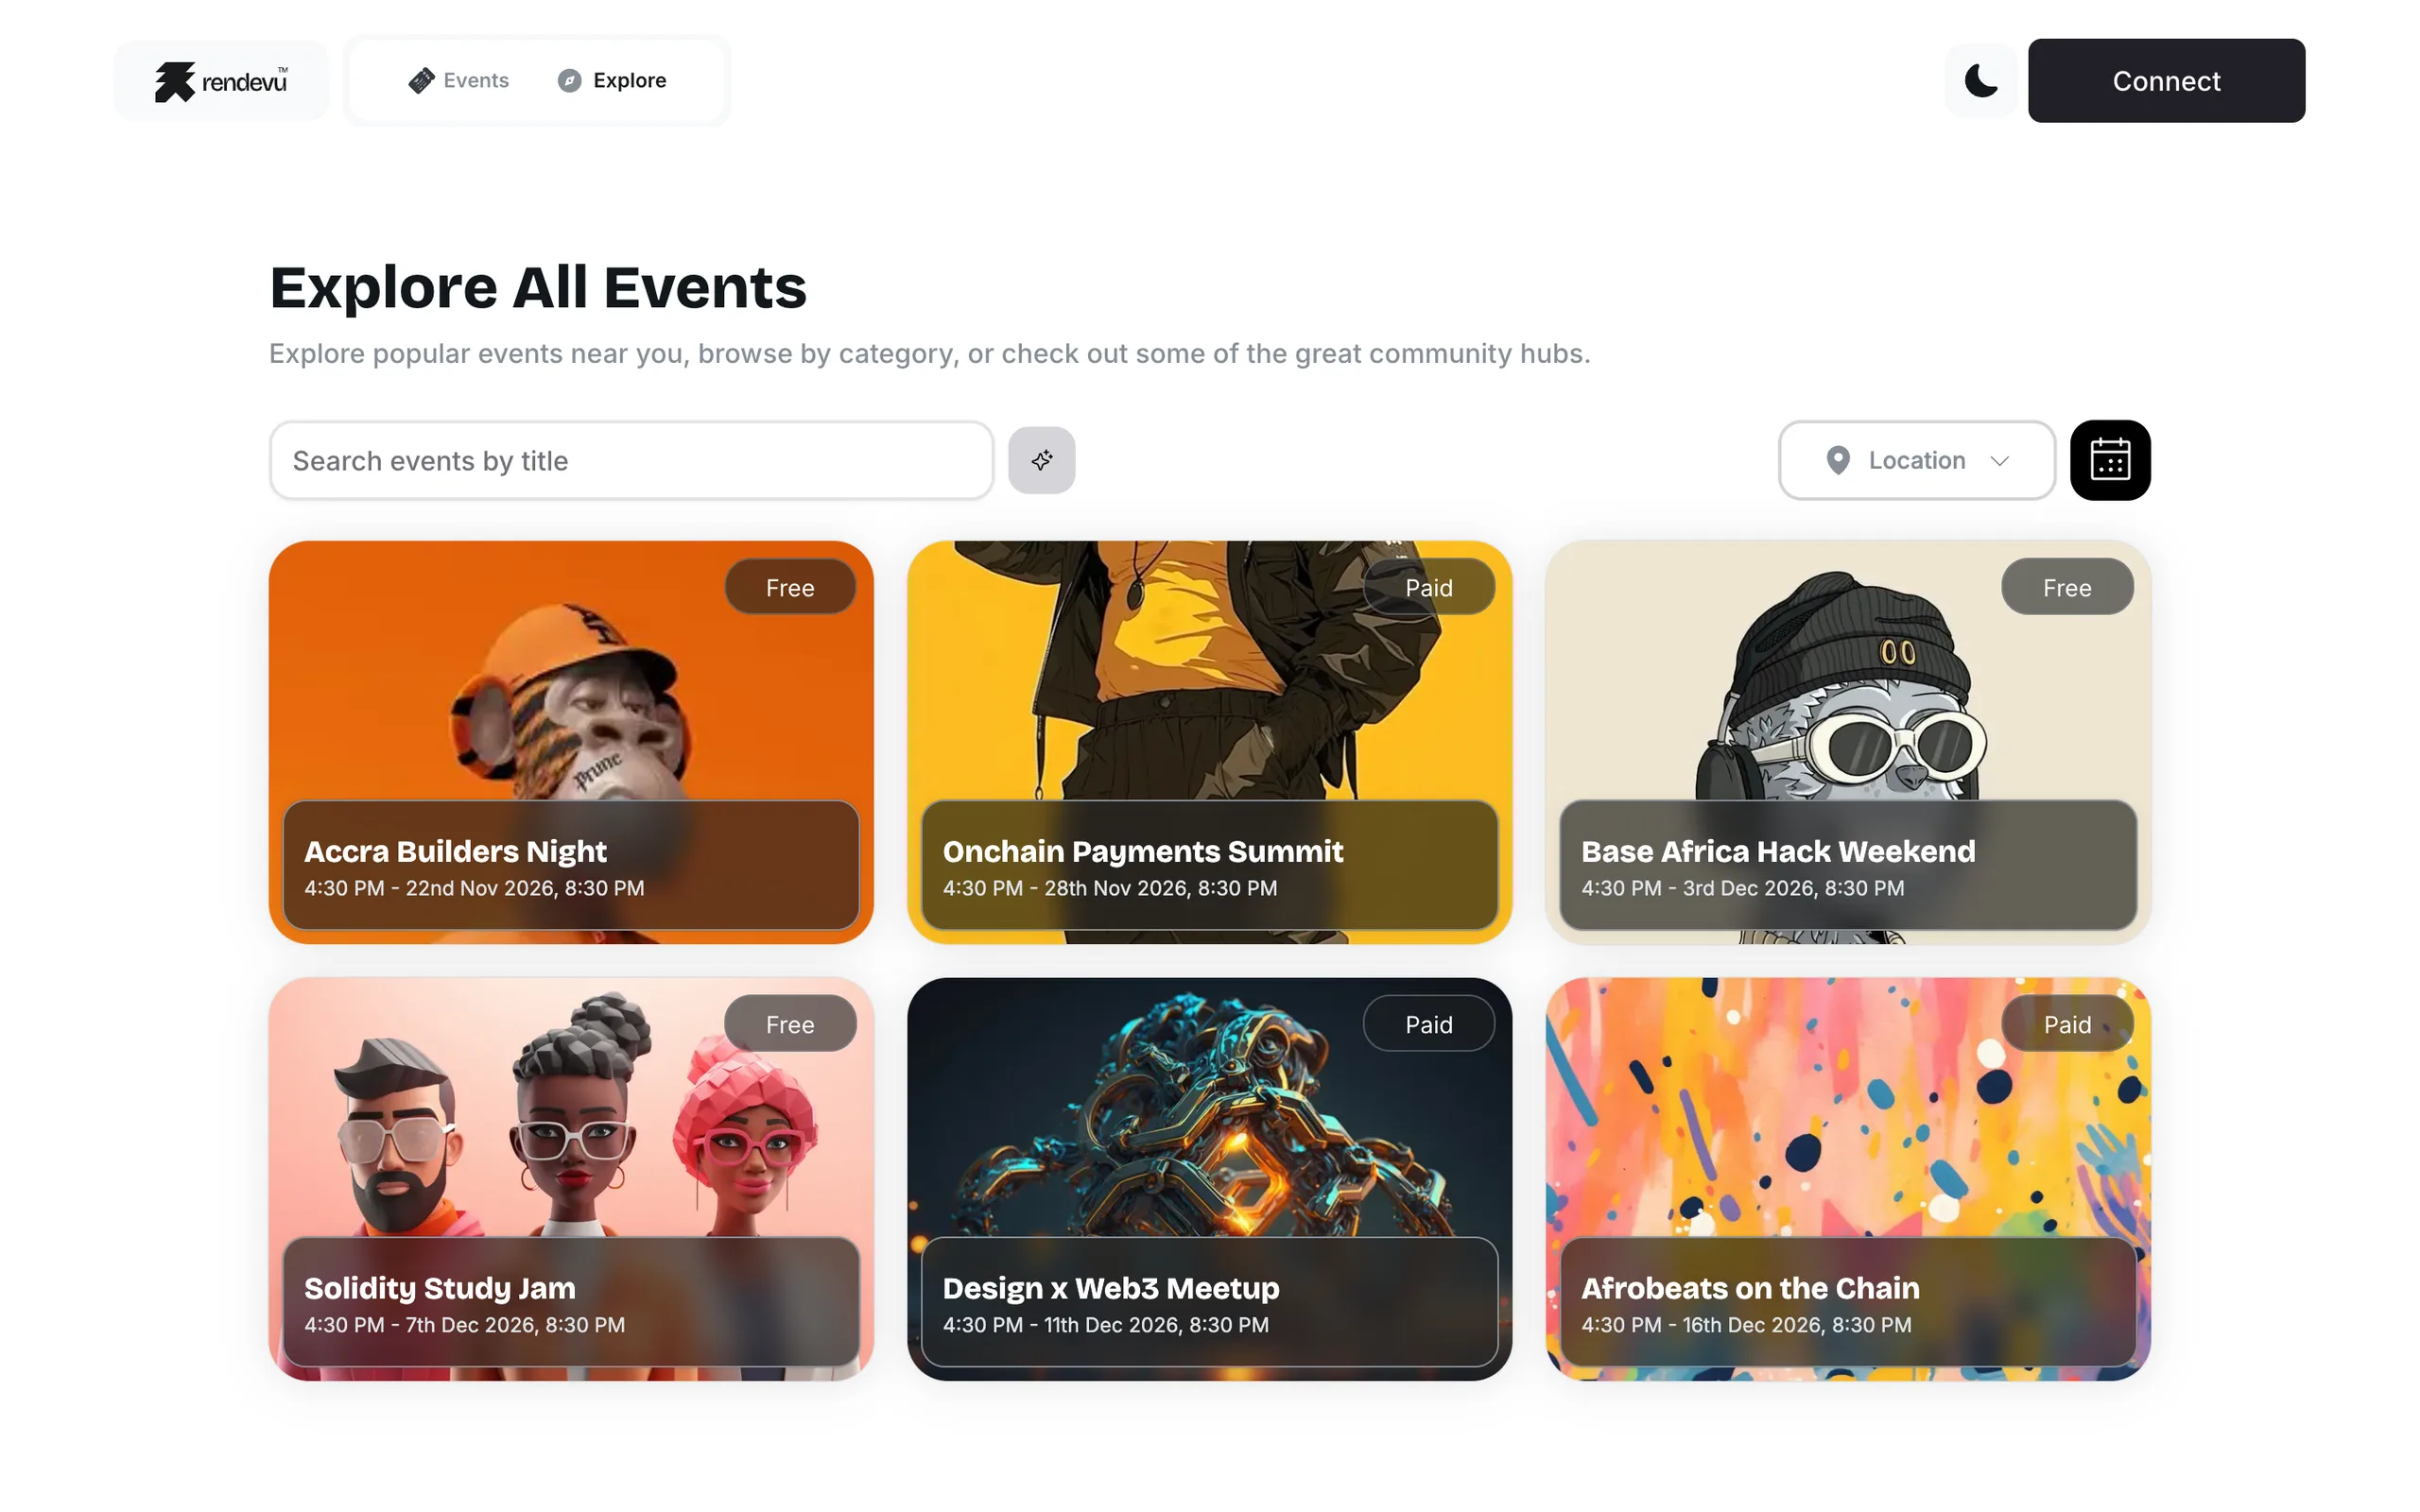 rendevu™
Events
Explore
Connect
Explore All Events
Explore popular events near you, browse by category, or check out some of the great community hubs.
Search events by title
Location
Free
Prime
Accra Builders Night
4:30 PM - 22nd Nov 2026, 8:30 PM
Paid
Onchain Payments Summit
4:30 PM - 28th Nov 2026, 8:30 PM
Free
Base Africa Hack Weekend
4:30 PM - 3rd Dec 2026, 8:30 PM
Free
Solidity Study Jam
4:30 PM - 7th Dec 2026, 8:30 PM
Paid
Design x Web3 Meetup
4:30 PM - 11th Dec 2026, 8:30 PM
Paid
Afrobeats on the Chain
4:30 PM - 16th Dec 2026, 8:30 PM